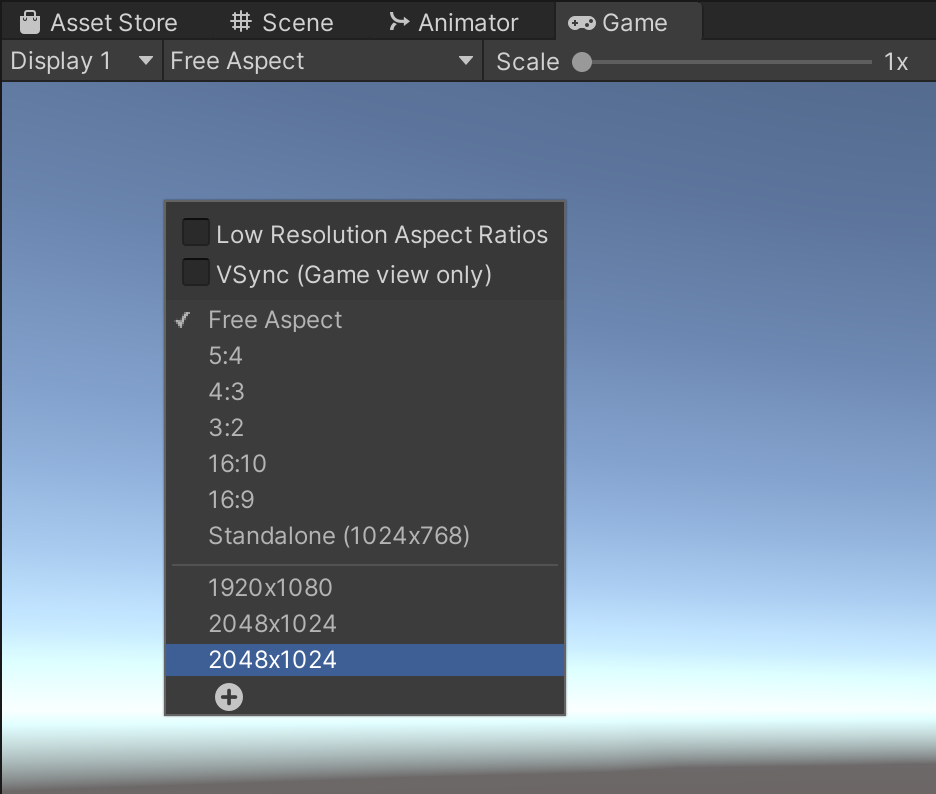 Asset Store Scene Animator Game
Display 1 Free Aspect Scale 1x
Low Resolution Aspect Ratios
VSync (Game view only)
Free Aspect
5:4
4:3
3:2
16:10
16:9
Standalone (1024x768)
1920x1080
2048x1024
2048x1024